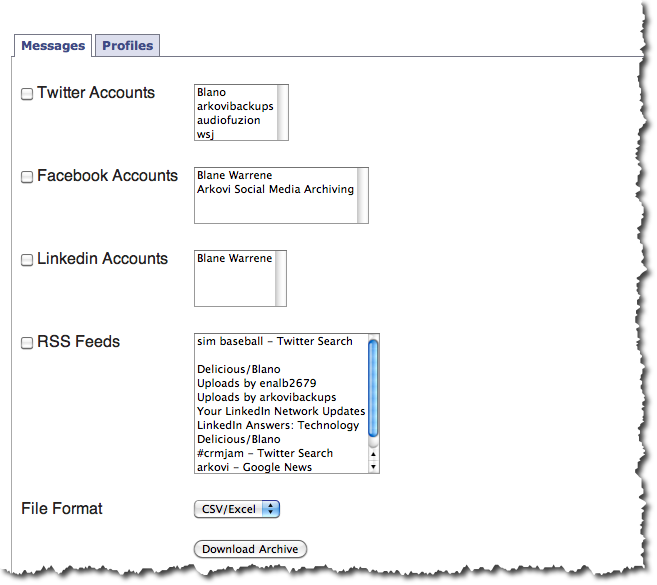 Messages Profiles
Twitter Accounts
Blano
arkovibackups
audiofuzion
wsj
Facebook Accounts
Blane Warrene
Arkovi Social Media Archiving
Linkedin Accounts
Blane Warrene
RSS Feeds
sim baseball - Twitter Search
Delicious/Blano
Uploads by enalb2679
Uploads by arkovibackups
Your LinkedIn Network Updates
LinkedIn Answers: Technology
Delicious/Blano
#crmjam - Twitter Search
arkovi - Google News
File Format
CSV/Excel
Download Archive